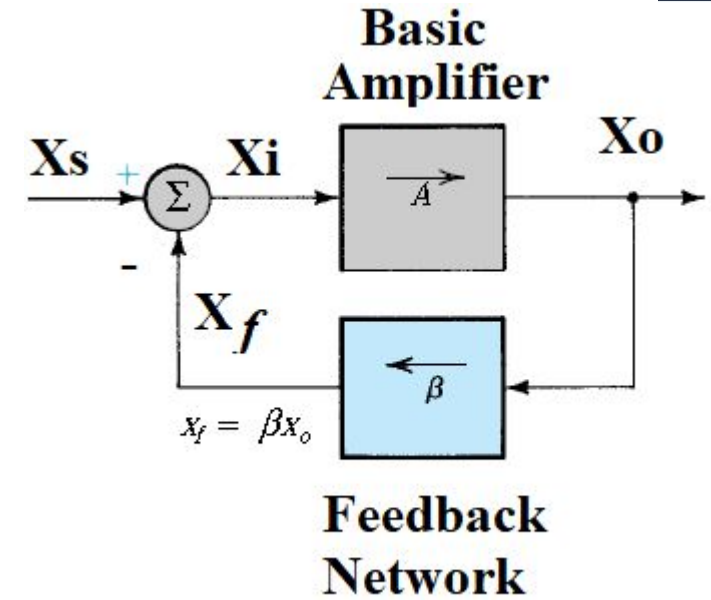 Basic
Amplifier
Xs
+
Σ
Xi
A
Xo
-
Xf
β
xf = βxo
Feedback
Network